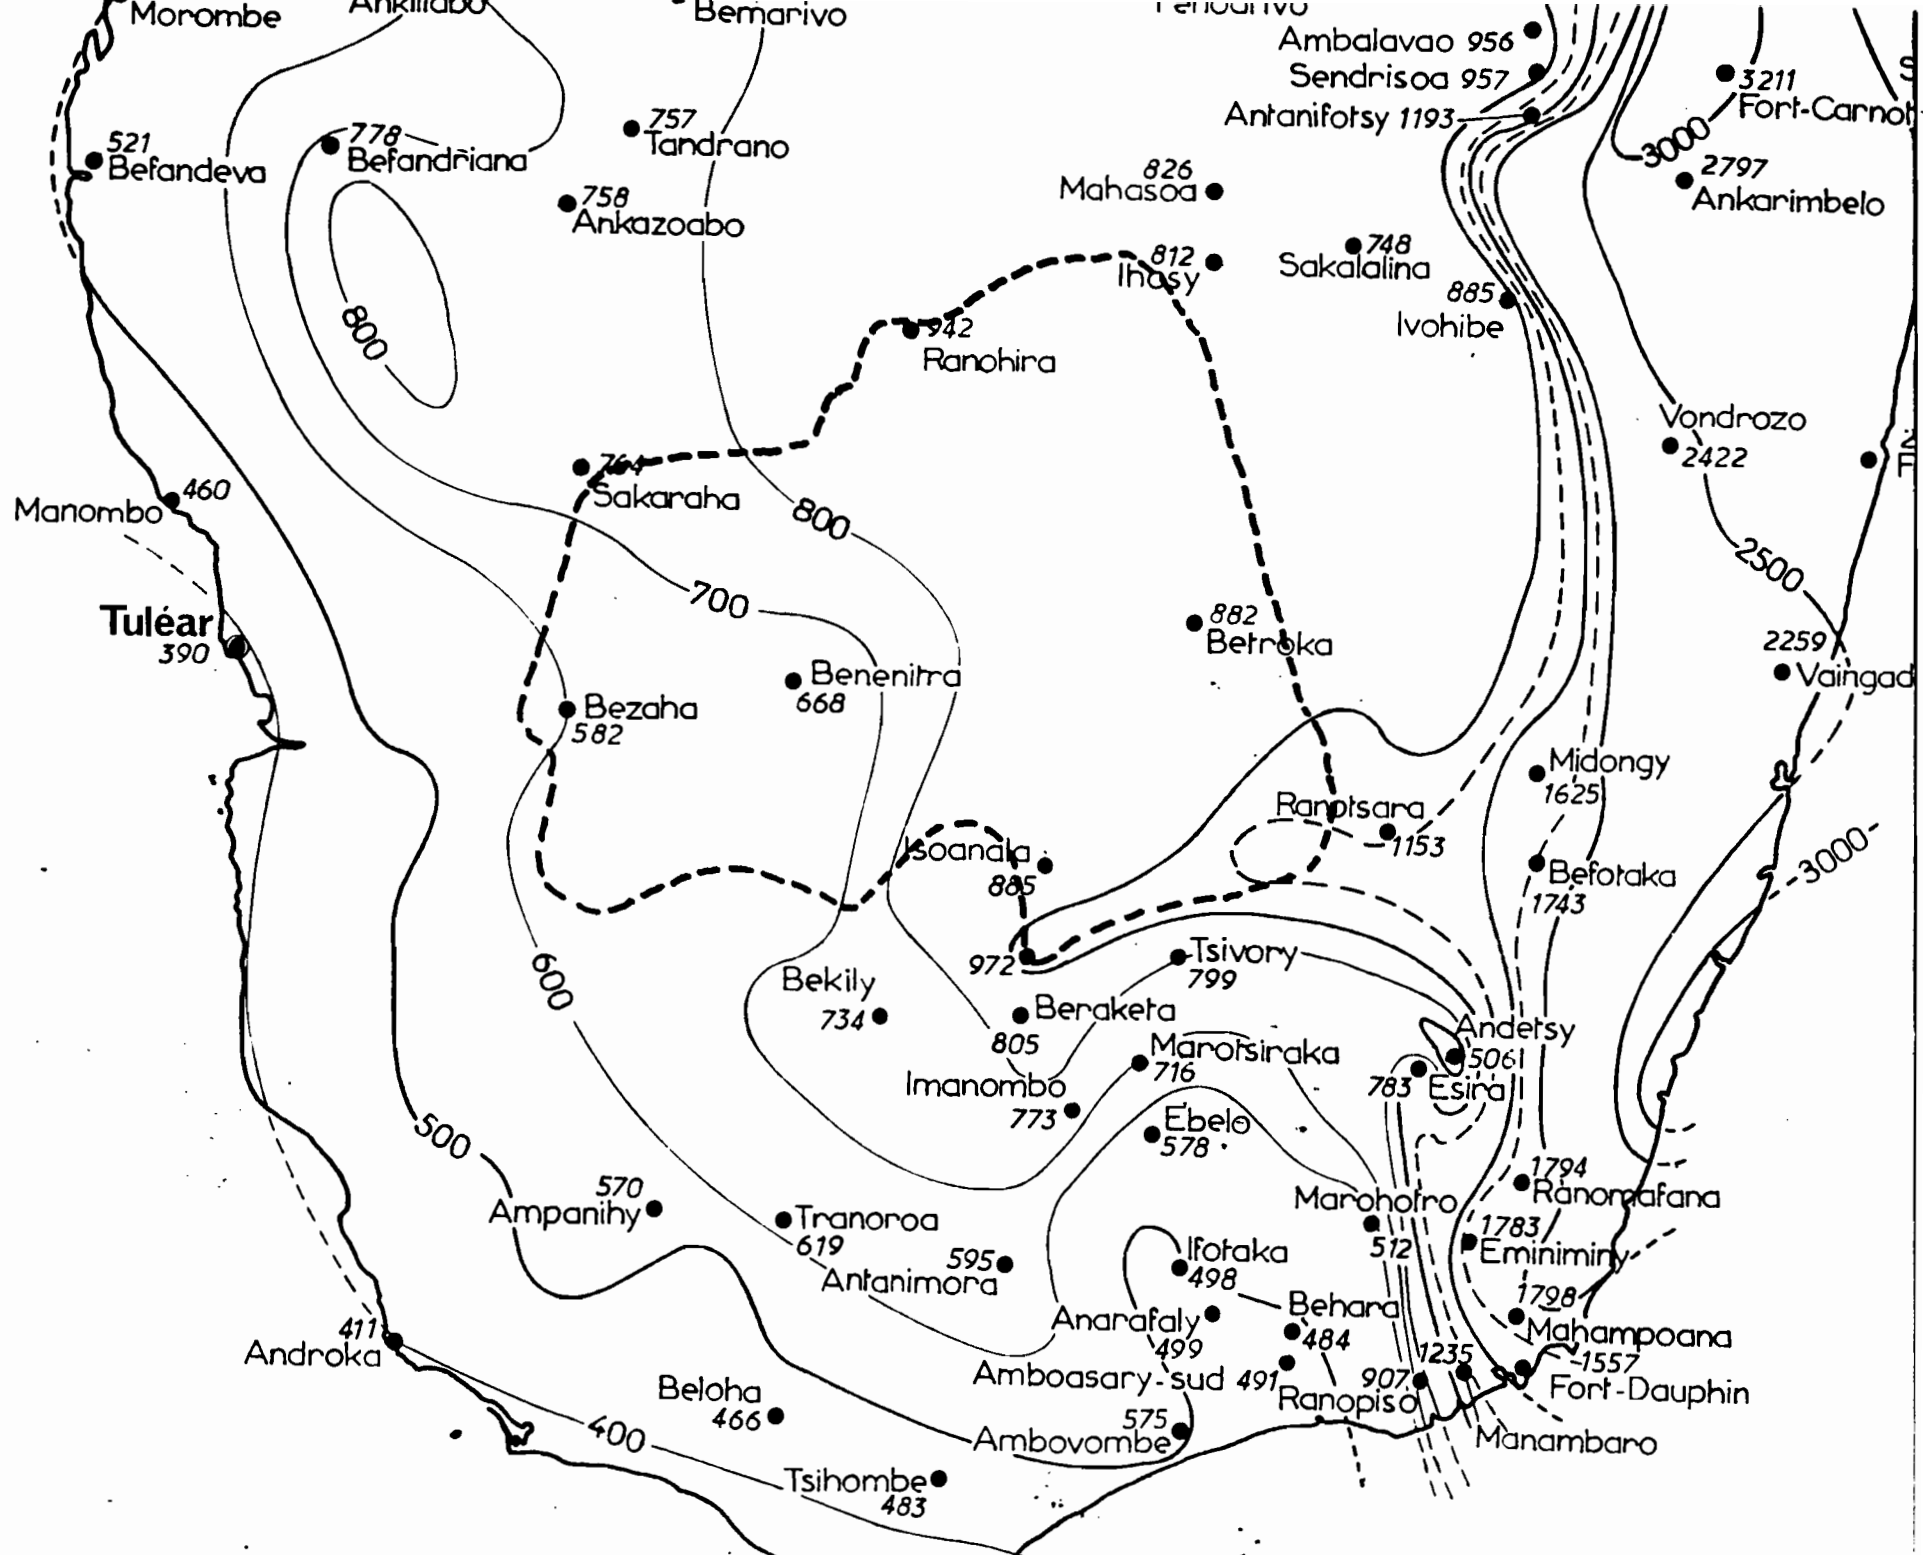 Morombe
Bemarivo
Ambalavao 956
Sendrisoa 957
Antanifotsy 1193
3211
Fort-Carnot
3000
2797
Ankarimbelo
521
Befandeva
778
Befandriana
757
Tandrano
758
Ankazoabo
826
Mahasoa
812
Ihosy
748
Sakalalina
885
Ivohibe
800
942
Ranohira
Vondrozo
2422
764
Sakaraha
460
Manombo
800
2500
700
Tuléar
390
882
Betroka
2259
Vaingad
Benenitra
668
Bezaha
582
Midongy
1625
Ranotsara
1153
3000
Isoanala
885
Befotaka
1743
972
Tsivory
799
600
Bekily
734
Beraketa
805
Andetsy
506
Marotsiraka
716
783
Esira
Imanombo
773
Ebelo
578
500
570
Ampanihy
1794
Ranomafana
Marohotro
512
Tranoroa
619
1783
Eminiminy
595
Antanimora
Ifotaka
498
1798
Mahampoana
Behara
484
Anarafaly
499
411
Androka
1235
1557
Fort-Dauphin
Amboasary-sud 491
907
Ranopiso
Beloha
466
400
575
Ambovombe
Manambaro
Tsihombe
483